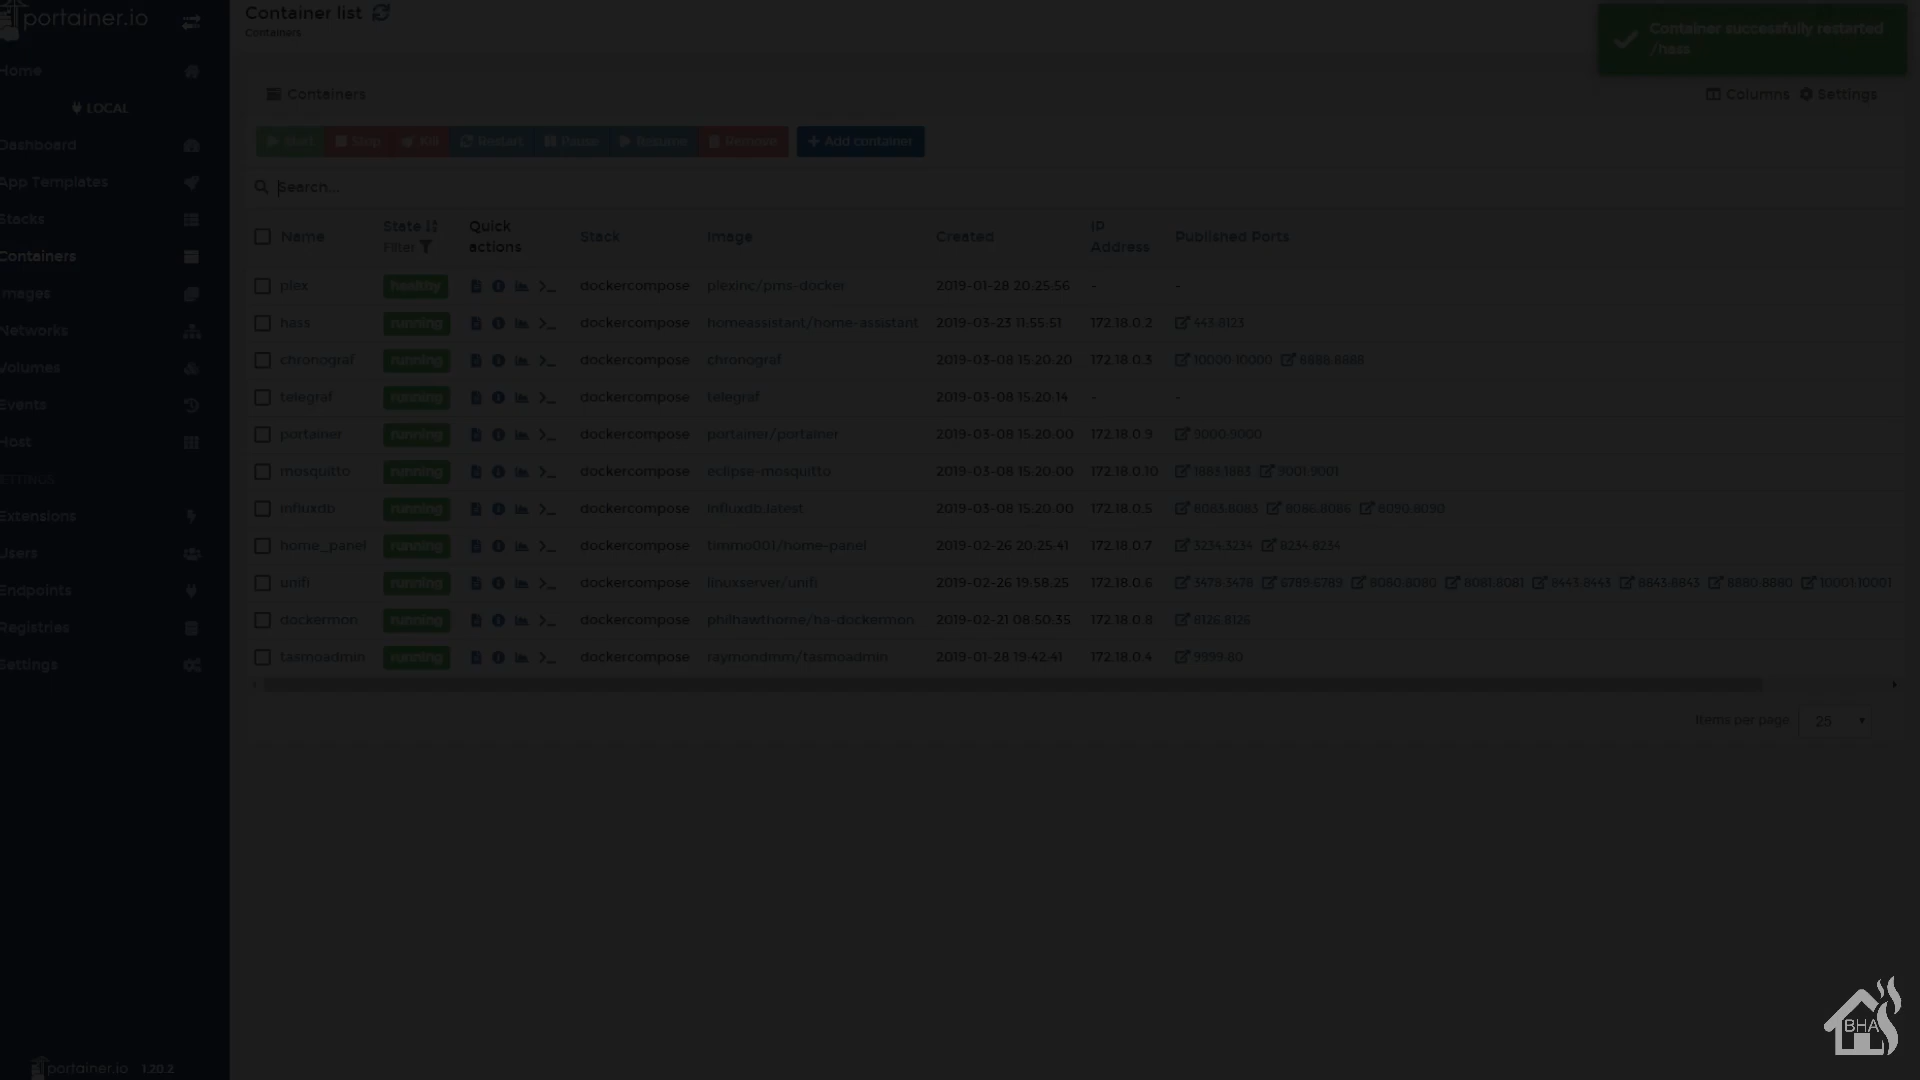 portainer.io
Container list
Containers
Container successfully restarted
/hass
Home
LOCAL
Dashboard
App Templates
Stacks
Containers
Images
Networks
Volumes
Events
Host
SETTINGS
Extensions
Users
Endpoints
Registries
Settings
portainer.io 1.20.2
Containers
Columns Settings
Start Stop Kill Restart Pause Resume Remove Add container
Search...
Name State Filter Quick actions Stack Image Created IP Address Published Ports
plex healthy dockercompose plexinc/pms-docker 2019-01-28 20:25:56 - -
hass running dockercompose homeassistant/home-assistant 2019-03-23 11:55:51 172.18.0.2 443:8123
chronograf running dockercompose chronograf 2019-03-08 15:20:20 172.18.0.3 10000:10000 8888:8888
telegraf running dockercompose telegraf 2019-03-08 15:20:14 - -
portainer running dockercompose portainer/portainer 2019-03-08 15:20:00 172.18.0.9 9000:9000
mosquitto running dockercompose eclipse-mosquitto 2019-03-08 15:20:00 172.18.0.10 1883:1883 9001:9001
influxdb running dockercompose influxdb:latest 2019-03-08 15:20:00 172.18.0.5 8083:8083 8086:8086 8090:8090
home_panel running dockercompose timmo001/home-panel 2019-02-26 20:25:41 172.18.0.7 3234:3234 8234:8234
unifi running dockercompose linuxserver/unifi 2019-02-26 19:58:25 172.18.0.6 3478:3478 6789:6789 8080:8080 8081:8081 8443:8443 8843:8843 8880:8880 10001:10001
dockermon running dockercompose philhawthorne/ha-dockermon 2019-02-21 08:50:35 172.18.0.8 8126:8126
tasmoadmin running dockercompose raymondmm/tasmoadmin 2019-01-28 19:42:41 172.18.0.4 9999:80
Items per page 25
BHA